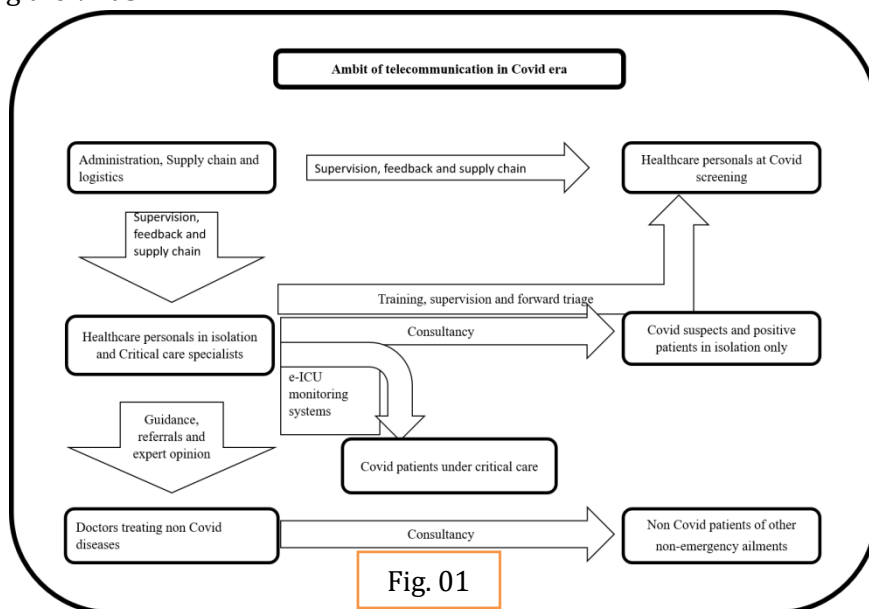 Ambit of telecommunication in Covid era
Administration, Supply chain and
logistics
Supervision, feedback and supply chain
Healthcare personals at Covid
screening
Supervision,
feedback and
supply chain
Training, supervision and forward triage
Healthcare personals in isolation
and Critical care specialists
Consultancy
Covid suspects and positive
patients in isolation only
e-ICU
monitoring
systems
Guidance,
referrals and
expert opinion
Covid patients under critical care
Doctors treating non Covid
diseases
Consultancy
Non Covid patients of other
non-emergency ailments
Fig. 01